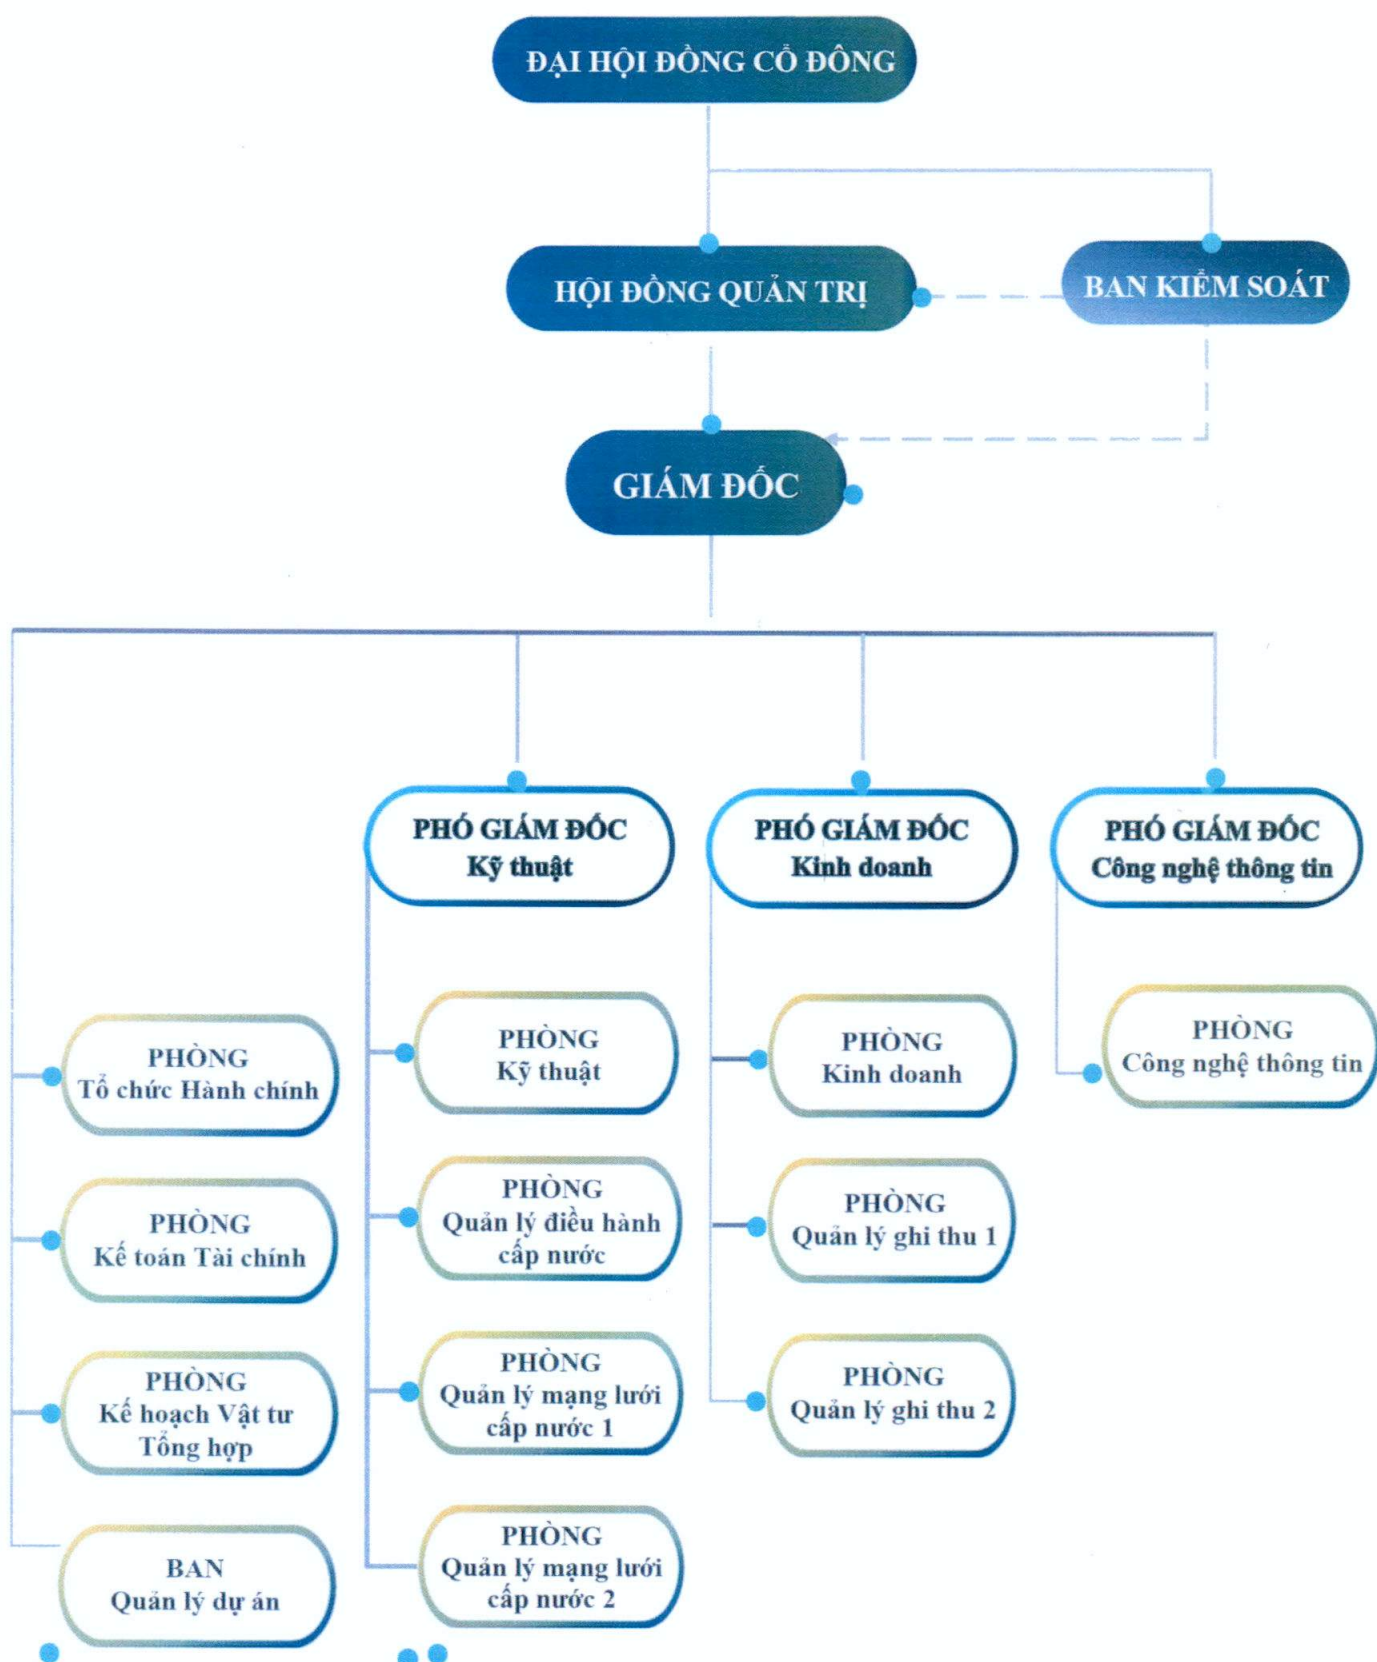 ĐẠI HỘI ĐỒNG CỔ ĐÔNG
HỘI ĐỒNG QUẢN TRỊ
BAN KIỂM SOÁT
GIÁM ĐỐC
PHÓ GIÁM ĐỐC
Kỹ thuật
PHÓ GIÁM ĐỐC
Kinh doanh
PHÓ GIÁM ĐỐC
Công nghệ thông tin
PHÒNG
Tổ chức Hành chính
PHÒNG
Kế toán Tài chính
PHÒNG
Kế hoạch Vật tư
Tổng hợp
BAN
Quản lý dự án
PHÒNG
Kỹ thuật
PHÒNG
Quản lý điều hành
cấp nước
PHÒNG
Quản lý mạng lưới
cấp nước 1
PHÒNG
Quản lý mạng lưới
cấp nước 2
PHÒNG
Kinh doanh
PHÒNG
Quản lý ghi thu 1
PHÒNG
Quản lý ghi thu 2
PHÒNG
Công nghệ thông tin